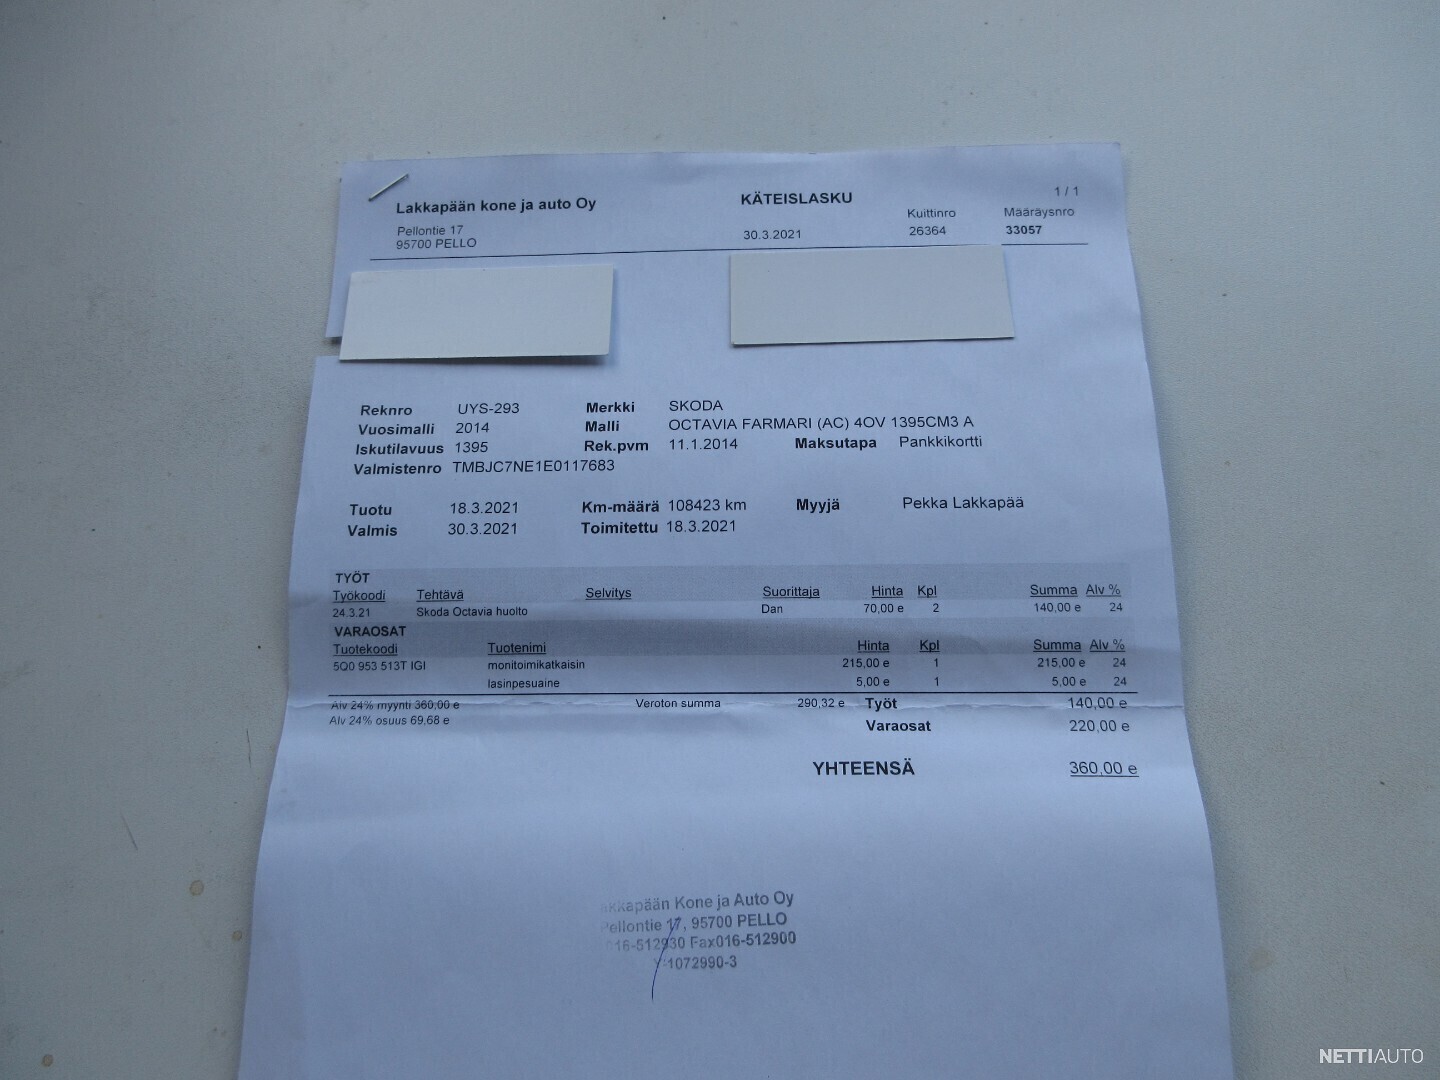 Lakkapään kone ja auto Oy KÄTEISLASKU 1 / 1
Kuittinro Määräysnro
Pellontie 17 30.3.2021 26364 33057
95700 PELLO
Reknro UYS-293 Merkki SKODA
Vuosimalli 2014 Malli OCTAVIA FARMARI (AC) 4OV 1395CM3 A
Iskutilavuus 1395 Rek.pvm 11.1.2014 Maksutapa Pankkikortti
Valmistenro TMBJC7NE1E0117683
Tuotu 18.3.2021 Km-määrä 108423 km Myyjä Pekka Lakkapää
Valmis 30.3.2021 Toimitettu 18.3.2021
TYÖT
Työkoodi Tehtävä Selvitys Suorittaja Hinta Kpl Summa Alv %
24.3.21 Skoda Octavia huolto Dan 70,00 e 2 140,00 e 24
VARAOSAT
Tuotekoodi Tuotenimi Hinta Kpl Summa Alv %
5Q0 953 513T IGI monitoimikatkaisin 215,00 e 1 215,00 e 24
lasinpesuaine 5,00 e 1 5,00 e 24
Alv 24% myynti 360,00 e Veroton summa 290,32 e Työt 140,00 e
Alv 24% osuus 69,68 e Varaosat 220,00 e
YHTEENSÄ 360,00 e
Lakkapään Kone ja Auto Oy
Pellontie 17, 95700 PELLO
016-512930 Fax016-512900
Y:1072990-3
NETTIAUTO